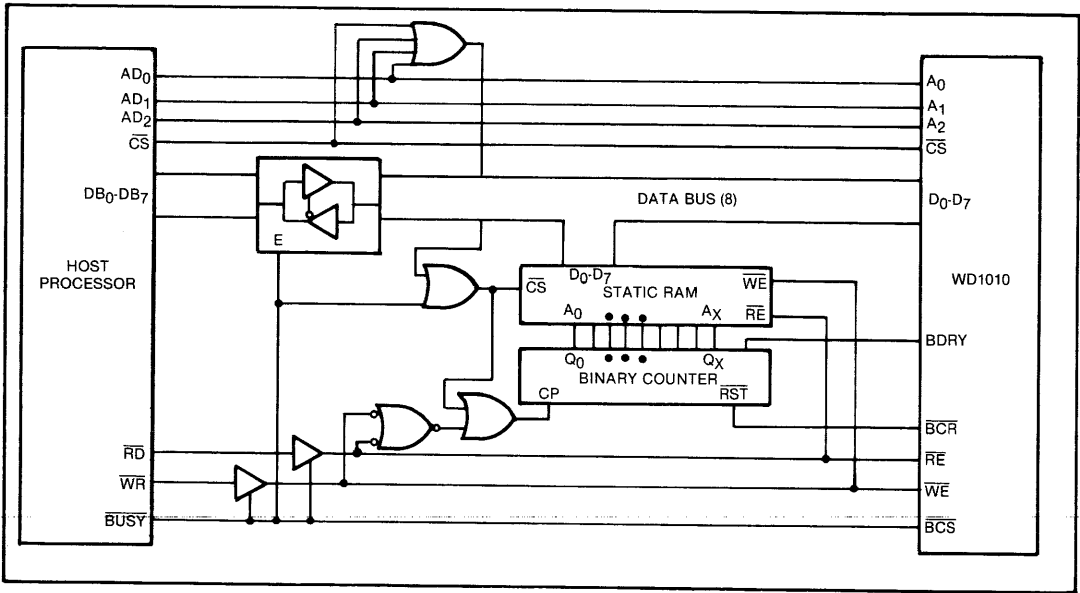 HOST
PROCESSOR
AD0
AD1
AD2
CS
DB0-DB7
RD
WR
BUSY
E
DATA BUS (8)
CS
D0-D7
STATIC RAM
WE
RE
A0
AX
Q0
QX
BINARY COUNTER
CP
RST
WD1010
A0
A1
A2
CS
D0-D7
BDRY
BCR
RE
WE
BCS